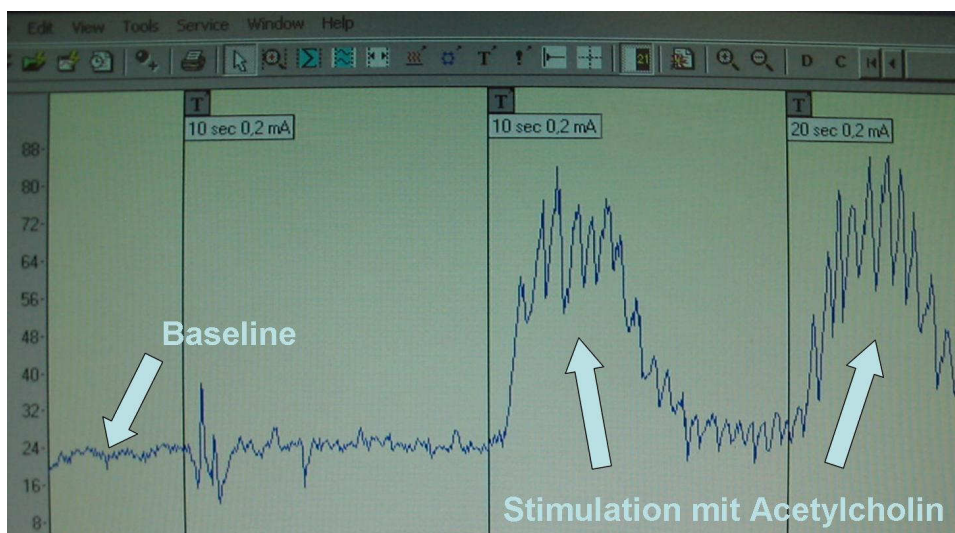 Edit View Tools Service Window Help
T
21
T
!
D C
T
10 sec 0,2 mA
T
10 sec 0,2 mA
T
20 sec 0,2 mA
88
80
72
64
56
48
40
32
24
16
8
Baseline
Stimulation mit Acetylcholin